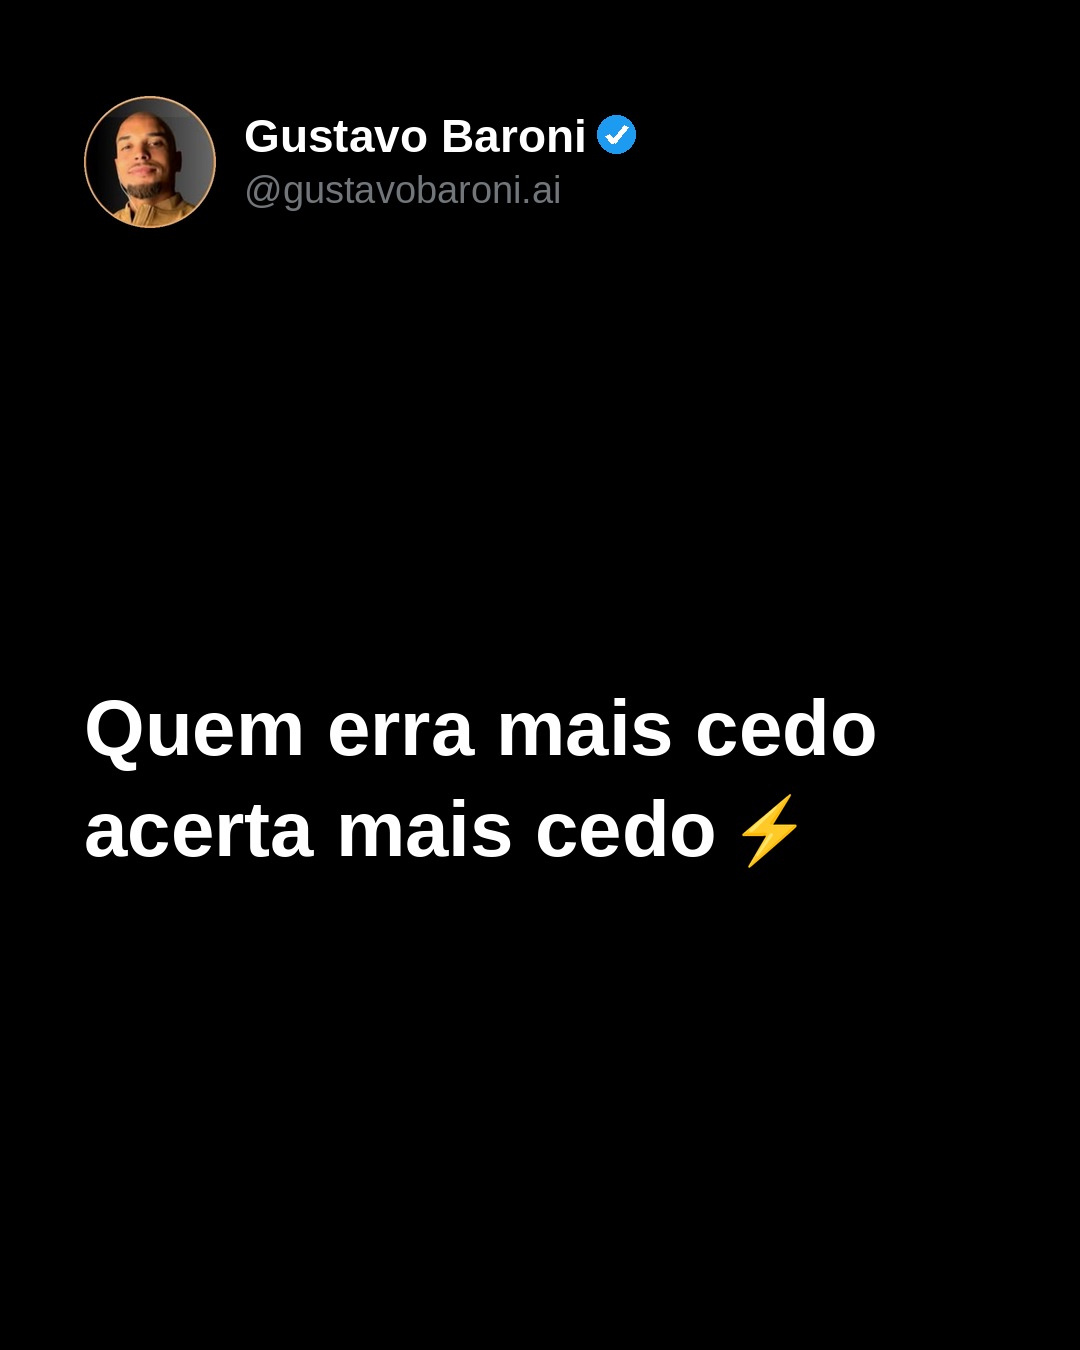 Gustavo Baroni
@gustavobaroni.ai
Quem erra mais cedo
acerta mais cedo ⚡